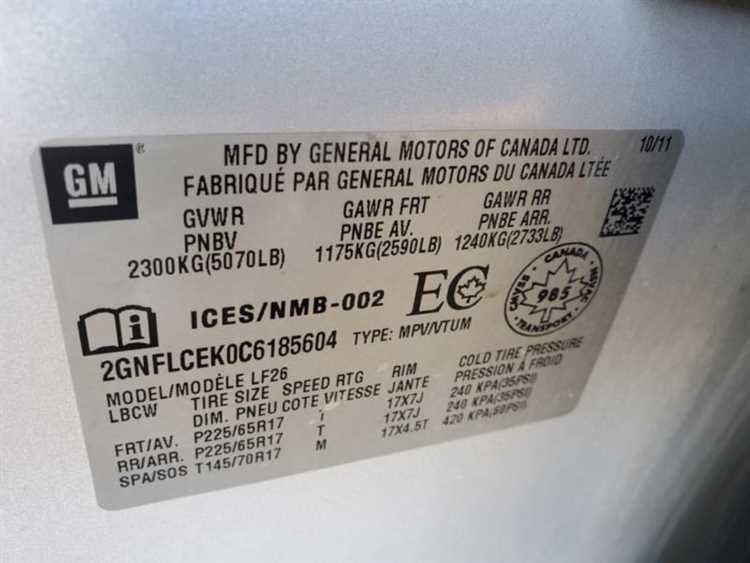 GM ®
MFD BY GENERAL MOTORS OF CANADA LTD. 10/11
FABRIQUÉ PAR GENERAL MOTORS DU CANADA LTÉE
GVWR GAWR FRT GAWR RR
PNBV PNBE AV. PNBE ARR.
2300KG(5070LB) 1175KG(2590LB) 1240KG(2733LB)
i ICES/NMB-002 EC CANADA CMVSS NSVAC 985 TRANSPORT
2GNFLCEK0C6185604 TYPE: MPV/VTUM
MODEL/MODÈLE LF26
LBCW TIRE SIZE SPEED RTG RIM COLD TIRE PRESSURE
DIM. PNEU COTE VITESSE JANTE PRESSION À FROID
FRT/AV. P225/65R17 T 17X7J 240 KPA(35PSI)
RR/ARR. P225/65R17 T 17X7J 240 KPA(35PSI)
SPA/SOS T145/70R17 M 17X4.5T 420 KPA(60PSI)